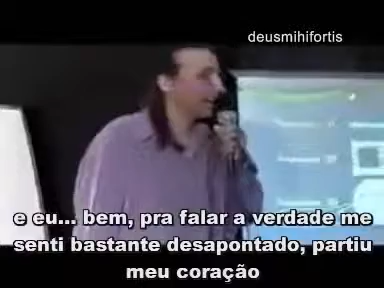 deusmihifortis
e eu... bem, pra falar a verdade me
senti bastante desapontado, partiu
meu coração